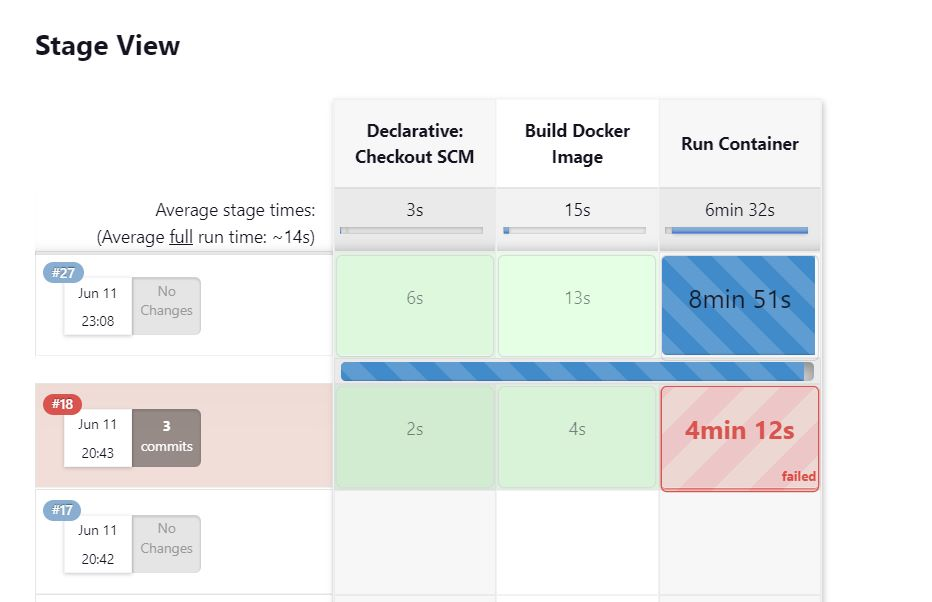 Stage View
Declarative:
Checkout SCM
Build Docker
Image
Run Container
Average stage times:
(Average full run time: ~14s)
3s
15s
6min 32s
#27
Jun 11
23:08
No
Changes
6s
13s
8min 51s
#18
Jun 11
20:43
3
commits
2s
4s
4min 12s
failed
#17
Jun 11
20:42
No
Changes